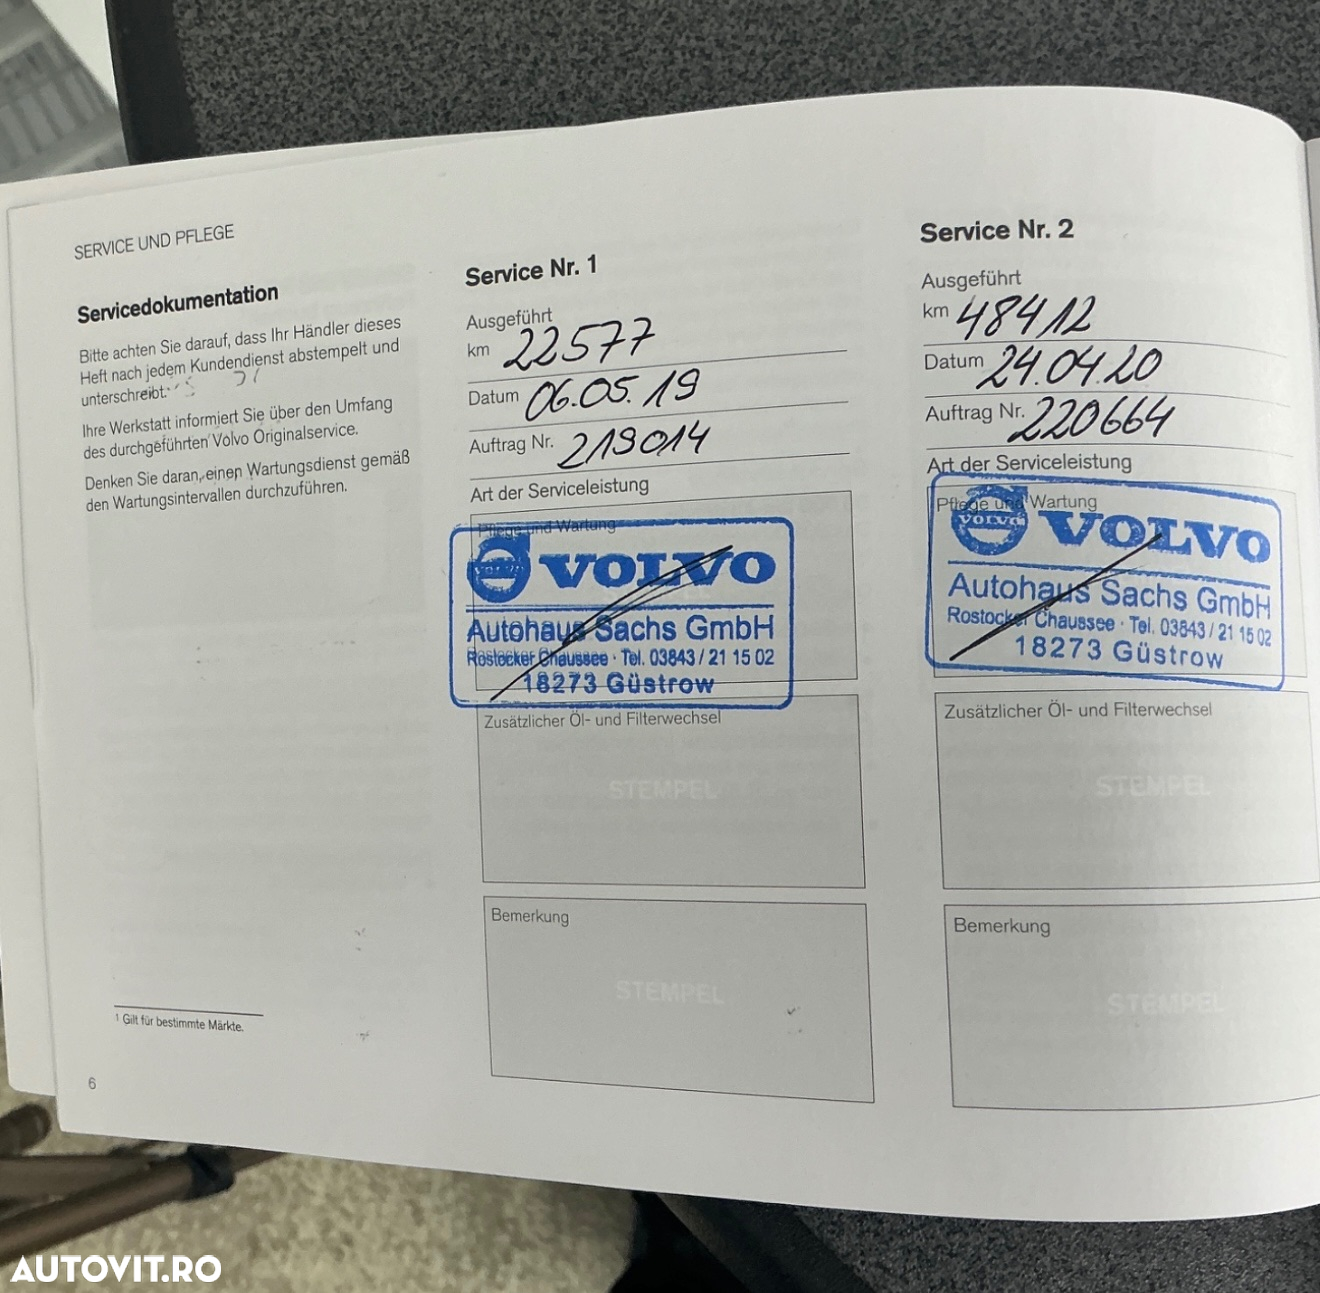 SERVICE UND PFLEGE
Servicedokumentation
Bitte achten Sie darauf, dass Ihr Händler dieses
Heft nach jedem Kundendienst abstempelt und
unterschreibt.
Ihre Werkstatt informiert Sie über den Umfang
des durchgeführten Volvo Originalservice.
Denken Sie daran, einen Wartungsdienst gemäß
den Wartungsintervallen durchzuführen.
1 Gilt für bestimmte Märkte.
6
Service Nr. 1
Ausgeführt
km 22577
Datum 06.05.19
Auftrag Nr. 219014
Art der Serviceleistung
Pflege und Wartung
VOLVO
VOLVO
Autohaus Sachs GmbH
Rostocker Chaussee · Tel. 03843 / 21 15 02
18273 Güstrow
Zusätzlicher Öl- und Filterwechsel
STEMPEL
Bemerkung
STEMPEL
Service Nr. 2
Ausgeführt
km 48412
Datum 24.04.20
Auftrag Nr. 220664
Art der Serviceleistung
Pflege und Wartung
VOLVO
VOLVO
Autohaus Sachs GmbH
Rostocker Chaussee · Tel. 03843 / 21 15 02
18273 Güstrow
Zusätzlicher Öl- und Filterwechsel
STEMPEL
Bemerkung
STEMPEL
AUTOVIT.RO